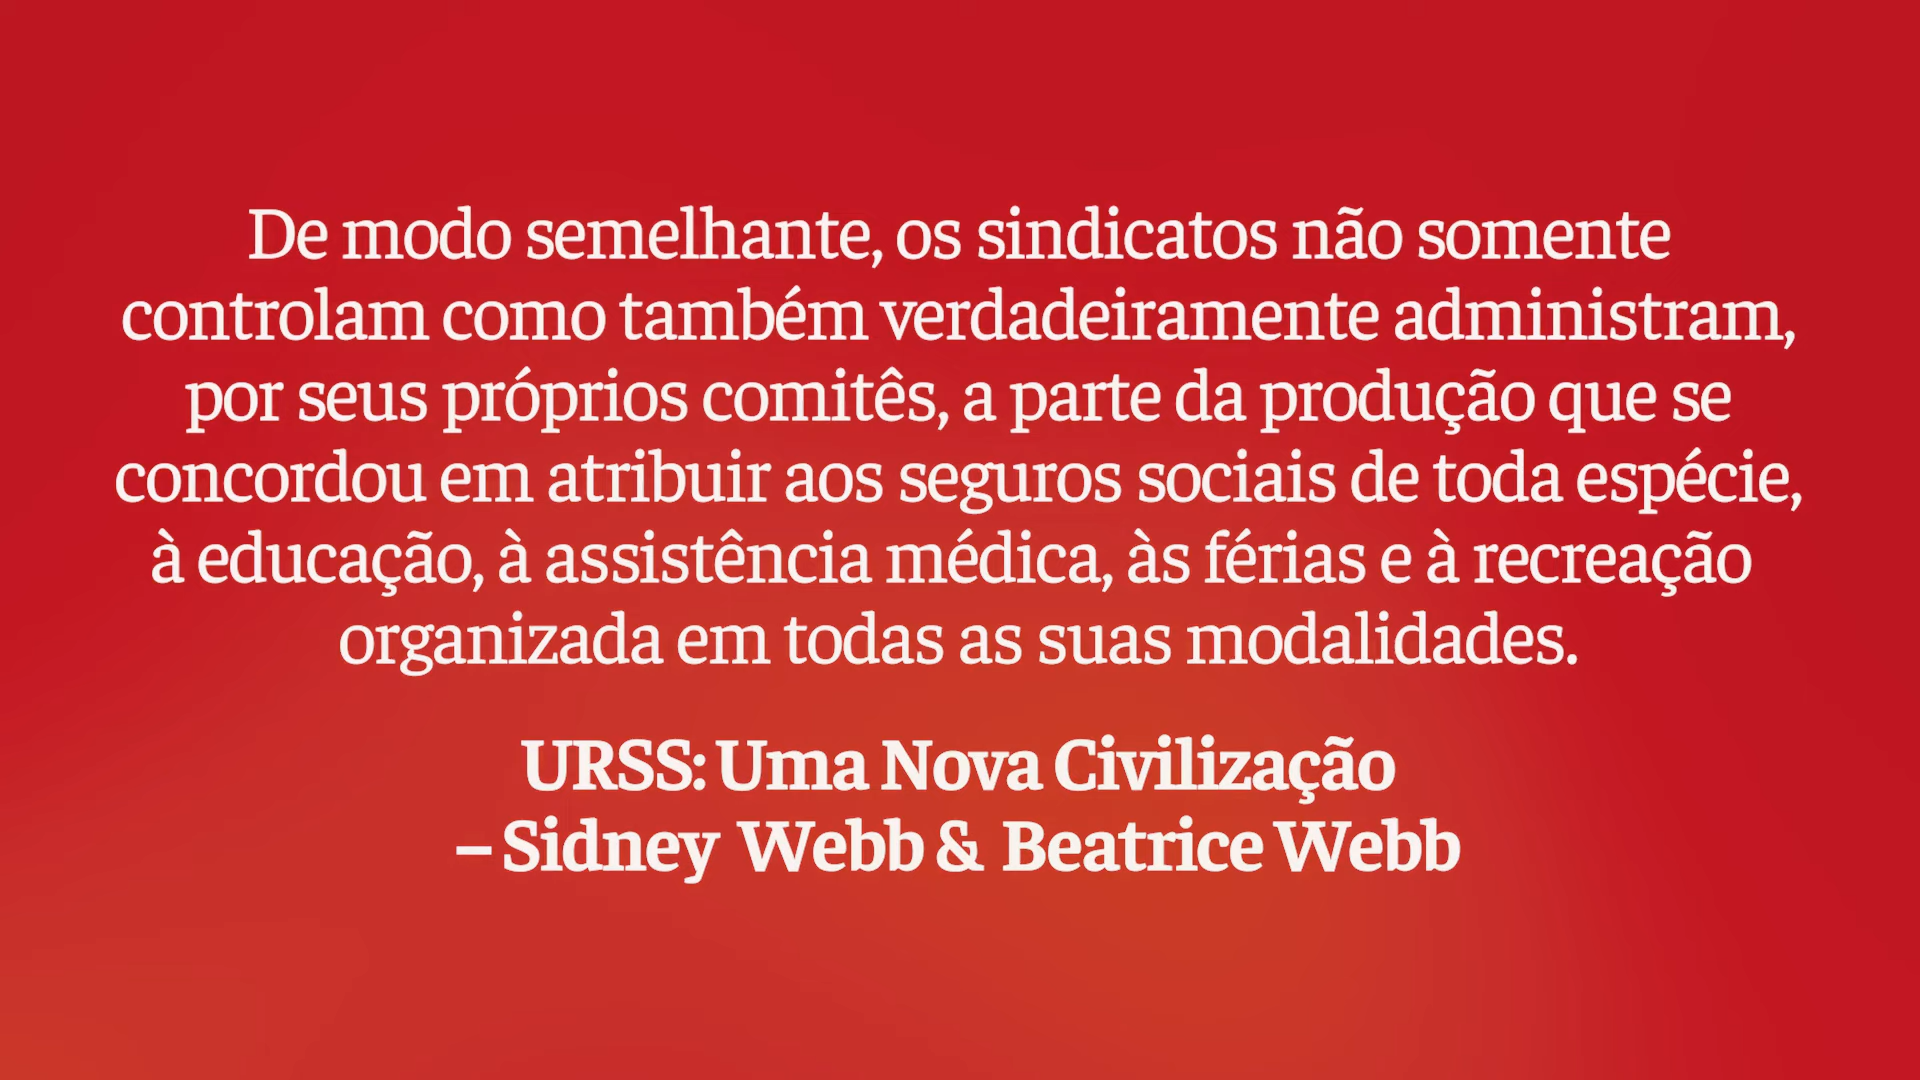 De modo semelhante, os sindicatos não somente
controlam como também verdadeiramente administram,
por seus próprios comitês, a parte da produção que se
concordou em atribuir aos seguros sociais de toda espécie,
à educação, à assistência médica, às férias e à recreação
organizada em todas as suas modalidades.
URSS: Uma Nova Civilização
– Sidney Webb & Beatrice Webb